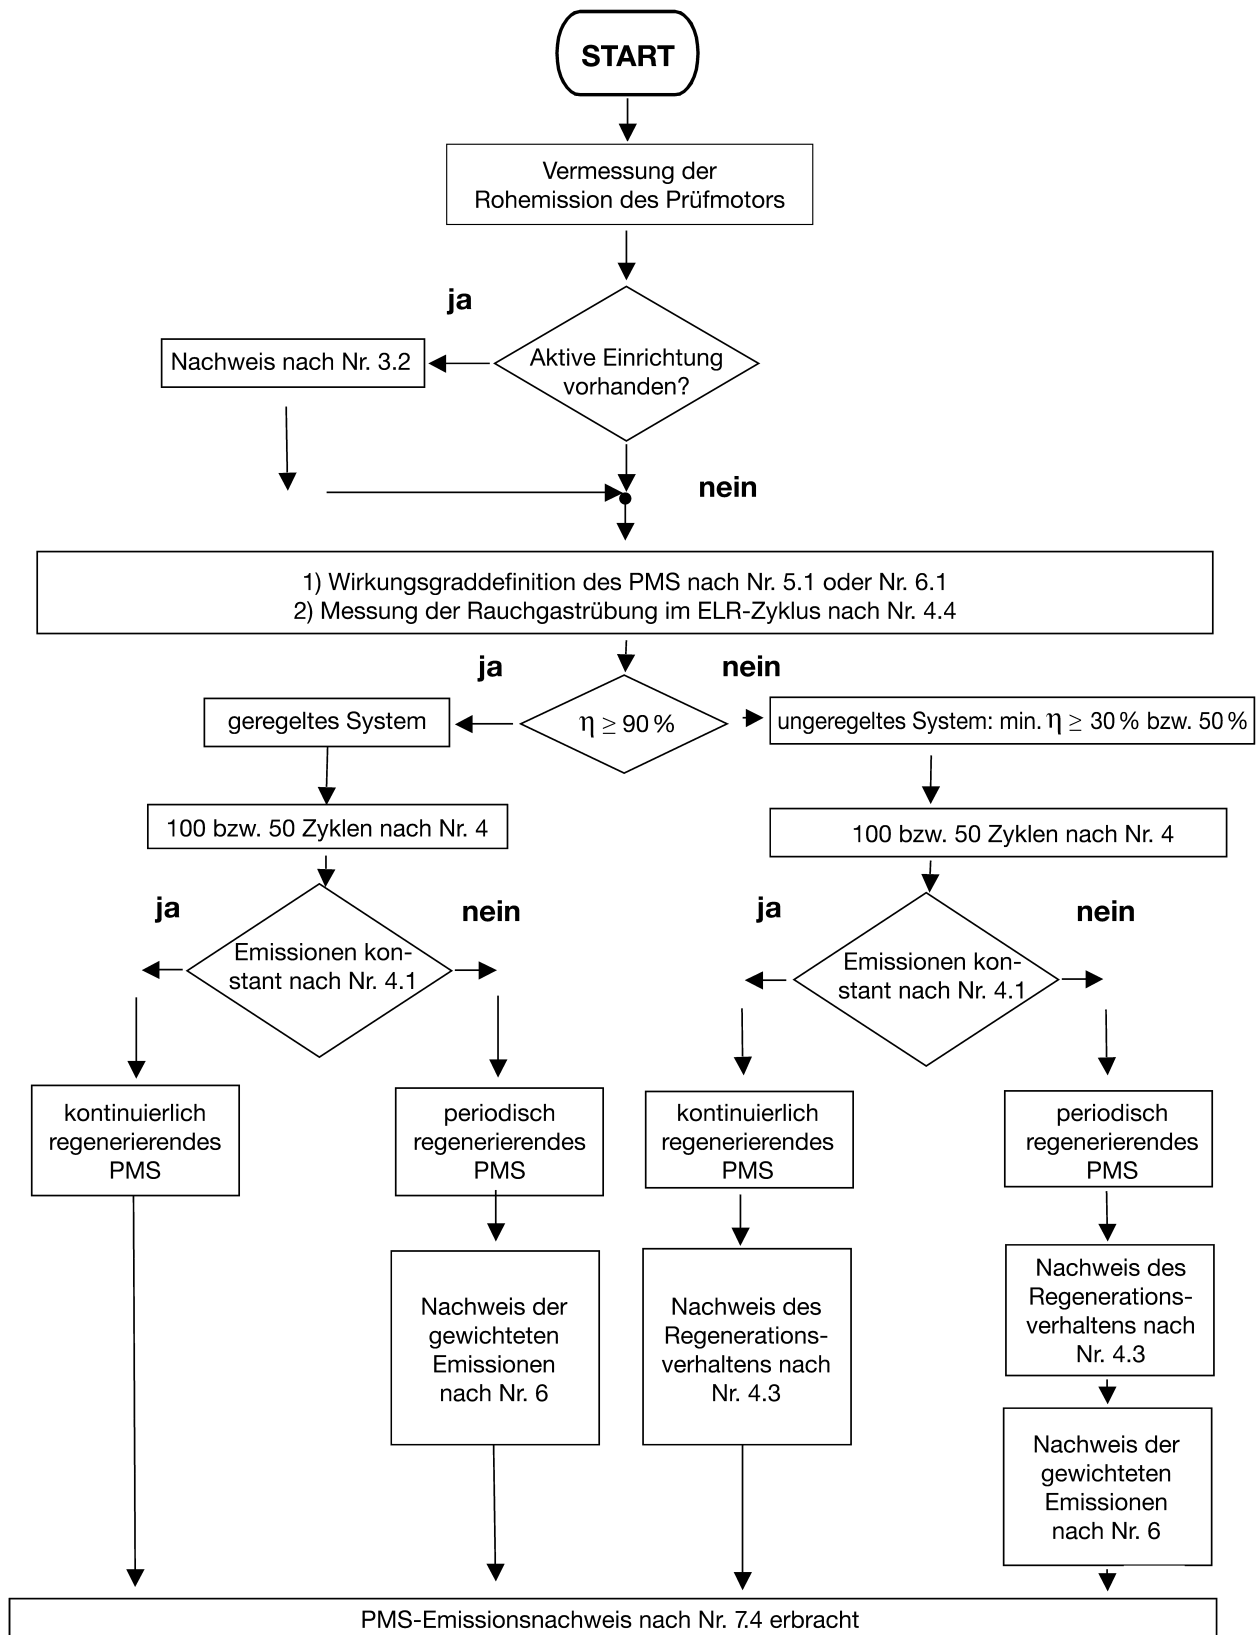 START
Vermessung der
Rohemission des Prüfmotors
ja
Aktive Einrichtung
vorhanden?
Nachweis nach Nr. 3.2
nein
1) Wirkungsgraddefinition des PMS nach Nr. 5.1 oder Nr. 6.1
2) Messung der Rauchgastrübung im ELR-Zyklus nach Nr. 4.4
ja
nein
geregeltes System
η ≥ 90 %
ungeregeltes System: min. η ≥ 30 % bzw. 50 %
100 bzw. 50 Zyklen nach Nr. 4
100 bzw. 50 Zyklen nach Nr. 4
ja
nein
ja
nein
Emissionen kon-
stant nach Nr. 4.1
Emissionen kon-
stant nach Nr. 4.1
kontinuierlich
regenerierendes
PMS
periodisch
regenerierendes
PMS
kontinuierlich
regenerierendes
PMS
periodisch
regenerierendes
PMS
Nachweis der
gewichteten
Emissionen
nach Nr. 6
Nachweis des
Regenerations-
verhaltens nach
Nr. 4.3
Nachweis des
Regenerations-
verhaltens nach
Nr. 4.3
Nachweis der
gewichteten
Emissionen
nach Nr. 6
PMS-Emissionsnachweis nach Nr. 7.4 erbracht